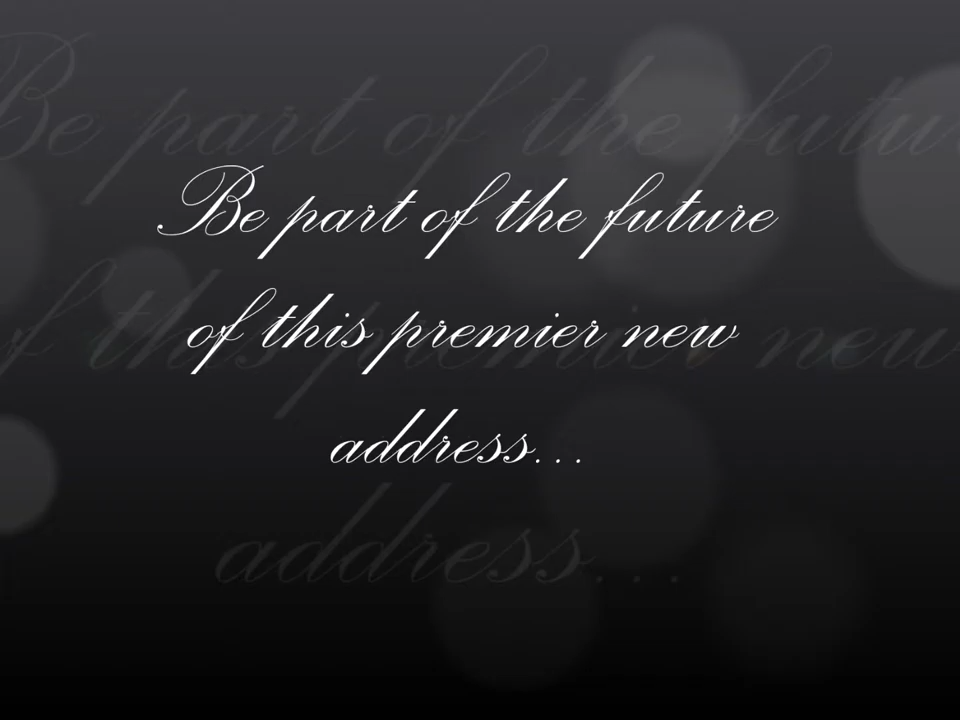 Be part of the future
of this premier new
address...